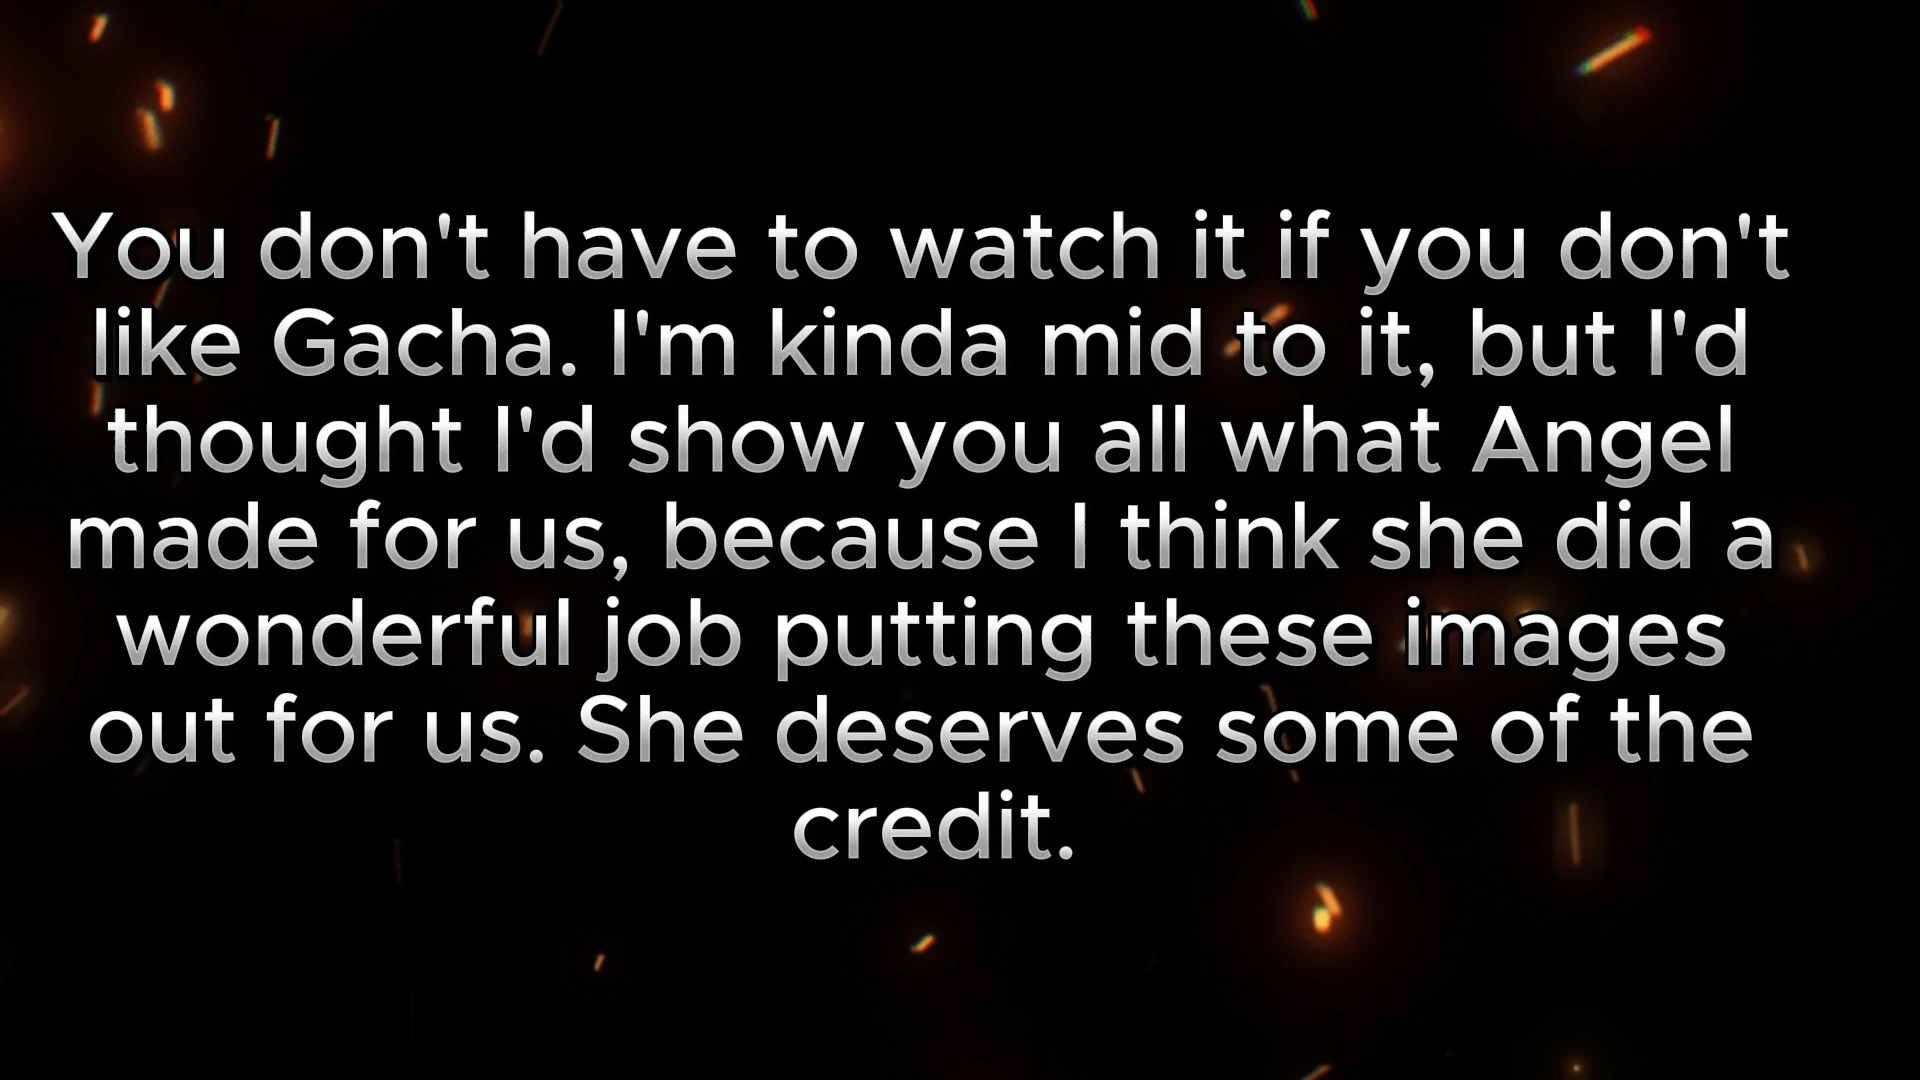 You don't have to watch it if you don't
like Gacha. I'm kinda mid to it, but I'd
thought I'd show you all what Angel
made for us, because I think she did a
wonderful job putting these images
out for us. She deserves some of the
credit.